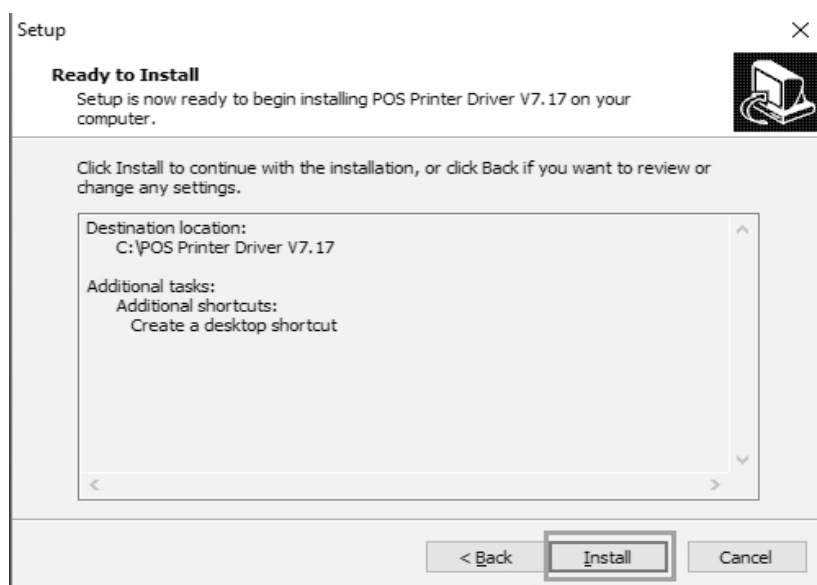 Setup
Ready to Install
Setup is now ready to begin installing POS Printer Driver V7.17 on your
computer.
Click Install to continue with the installation, or click Back if you want to review or
change any settings.
Destination location:
C:\POS Printer Driver V7.17
Additional tasks:
Additional shortcuts:
Create a desktop shortcut
< Back
Install
Cancel